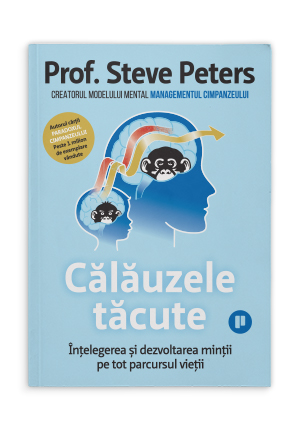 Prof. Steve Peters
CREATORUL MODELULUI MENTAL MANAGEMENTUL CIMPANZEULUI
Autorul cărții
PARADOXUL
CIMPANZEULUI
Peste 1 milion
de exemplare
vândute
Călăuzele
tăcute
P
Înțelegerea și dezvoltarea minții
pe tot parcursul vieții